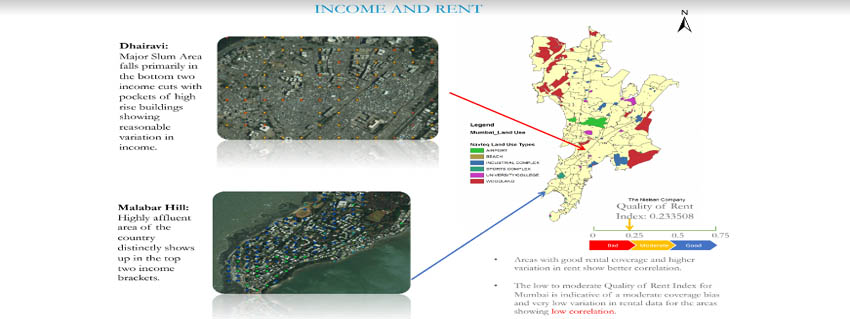 INCOME AND RENT
Dhairavi:
Major Slum Area
falls primarily in
the bottom two
income cuts with
pockets of high
rise buildings
showing
reasonable
variation in
income.
Malabar Hill:
Highly affluent
area of the
country
distinctly shows
up in the top
two income
brackets.
N
Legend
Mumbai_Land Use
Navteq Land Use Types
AIRPORT
BEACH
INDUSTRIAL COMPLEX
SPORTS COMPLEX
UNIVERSITY/COLLEGE
WOODLAND
The Nielsen Company
Quality of Rent
Index: 0.233508
0 0.25 0.5 0.75
Bad Moderate Good
• Areas with good rental coverage and higher
variation in rent show better correlation.
• The low to moderate Quality of Rent Index for
Mumbai is indicative of a moderate coverage bias
and very low variation in rental data for the areas
showing low correlation.